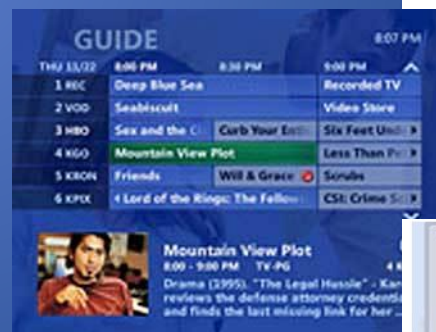 GUIDE 8:07 PM
THU 11/22 8:00 PM 8:30 PM 9:00 PM
1 REC Deep Blue Sea Recorded TV
2 VOD Seabiscuit Video Store
3 HBO Sex and the Curb Your Six Feet
4 KGO Mountain View Plot Less Than
5 KRON Friends Will & Grace Scrubs
6 KPIX Lord of the Rings: The CSI: Crime
Mountain View Plot
8:00 - 9:00 PM TV-PG 4
Drama (1995). "The Legal Hussle" -
reviews the defense attorney
and finds the last missing link for her ..